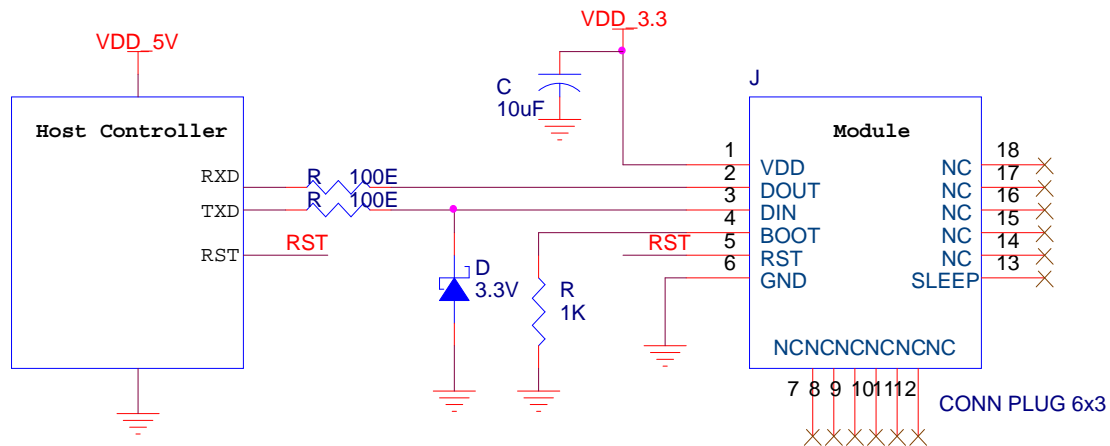 VDD_3.3
VDD_5V
J
C
10uF
Host Controller
Module
1
18
VDD
NC
2
17
RXD
R 100E
DOUT
NC
3
16
TXD
R 100E
DIN
NC
4
15
BOOT
NC
RST
RST
RST
5
14
RST
NC
6
13
GND
SLEEP
D
3.3V
R
1K
NCNCNCNCNCNC
7 8 9 10 11 12
CONN PLUG 6x3